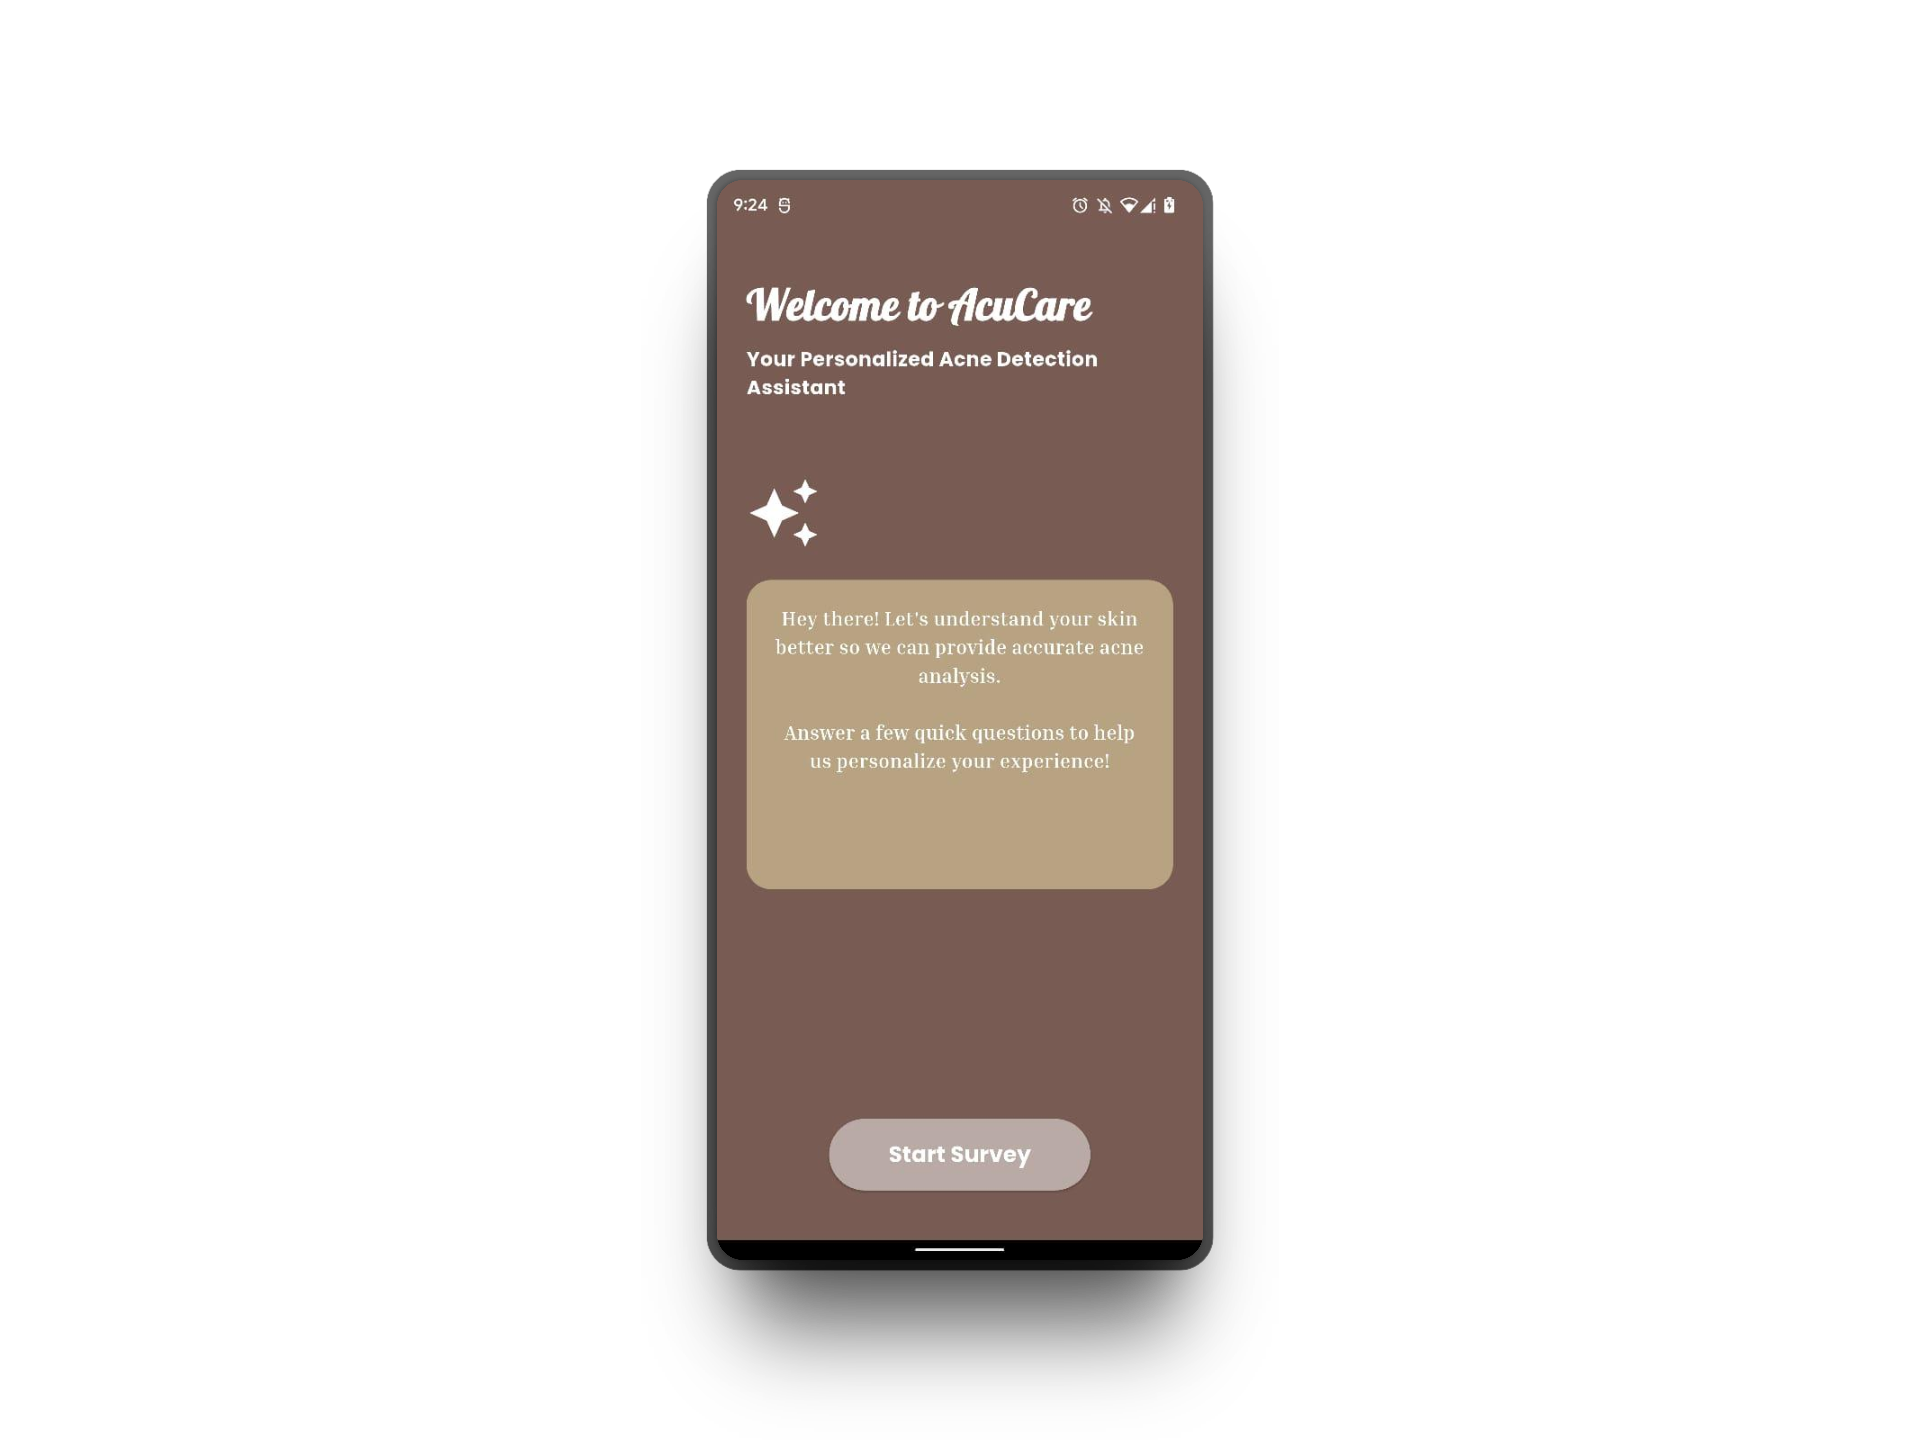 9:24
Welcome to AcuCare
Your Personalized Acne Detection
Assistant
Hey there! Let's understand your skin
better so we can provide accurate acne
analysis.
Answer a few quick questions to help
us personalize your experience!
Start Survey